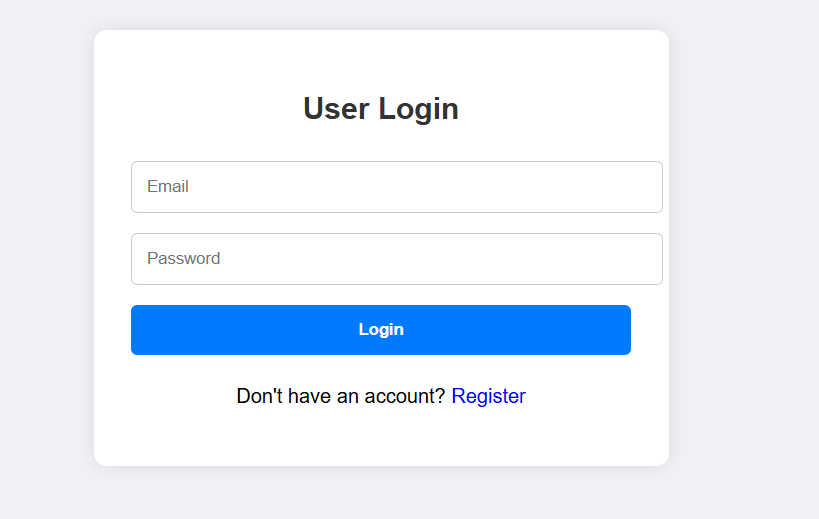 User Login
Email
Password
Login
Don't have an account? Register